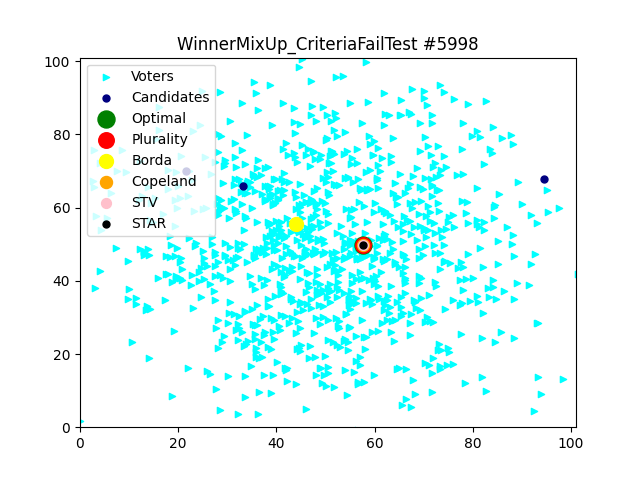 WinnerMixUp_CriteriaFailTest #5998
100
80
60
40
20
0
0
20
40
60
80
100
Voters
Candidates
Optimal
Plurality
Borda
Copeland
STV
STAR